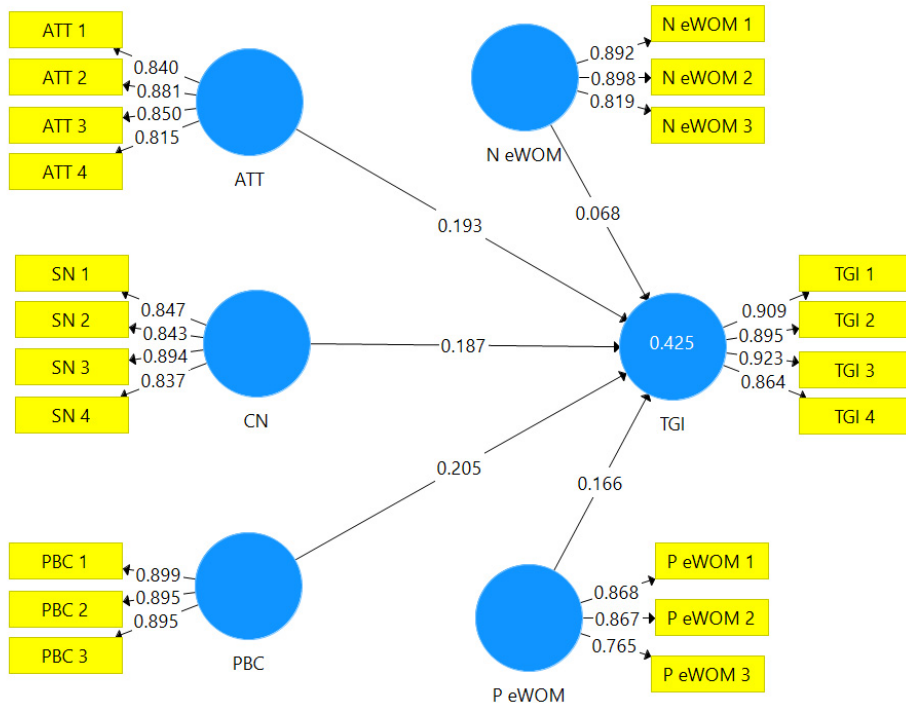 ATT 1
ATT 2
ATT 3
ATT 4
0.840
0.881
0.850
0.815
ATT
N eWOM 1
N eWOM 2
N eWOM 3
0.892
0.898
0.819
N eWOM
0.193
0.068
SN 1
SN 2
SN 3
SN 4
0.847
0.843
0.894
0.837
CN
0.187
0.425
TGI
0.909
0.895
0.923
0.864
TGI 1
TGI 2
TGI 3
TGI 4
0.205
0.166
PBC 1
PBC 2
PBC 3
0.899
0.895
0.895
PBC
P eWOM 1
P eWOM 2
P eWOM 3
0.868
0.867
0.765
P eWOM